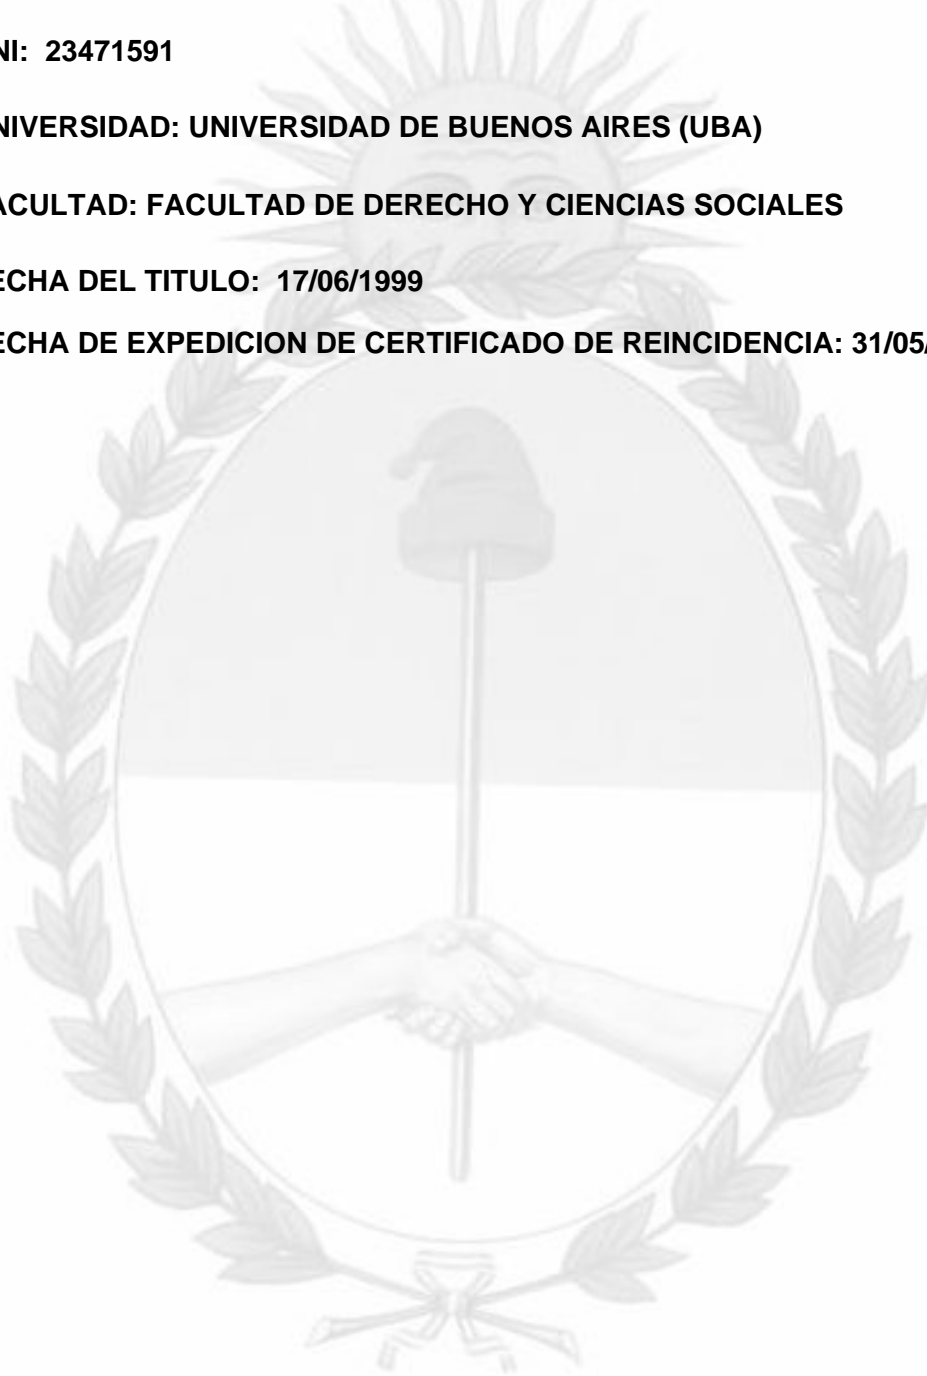 NI: 23471591
NIVERSIDAD: UNIVERSIDAD DE BUENOS AIRES (UBA)
ACULTAD: FACULTAD DE DERECHO Y CIENCIAS SOCIALES
ECHA DEL TITULO: 17/06/1999
ECHA DE EXPEDICION DE CERTIFICADO DE REINCIDENCIA: 31/05/